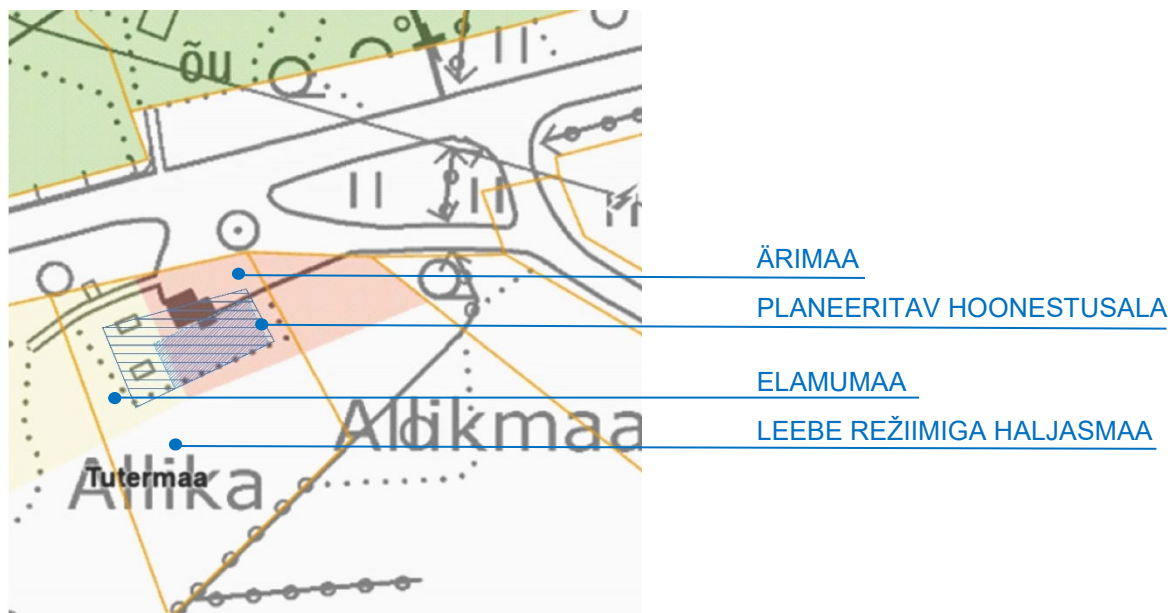 ÕU
ÄRIMAA
PLANEERITAV HOONESTUSALA
ELAMUMAA
LEEBE REŽIIMIGA HALJASMAA
Allikmaa
Tutermaa
Allika